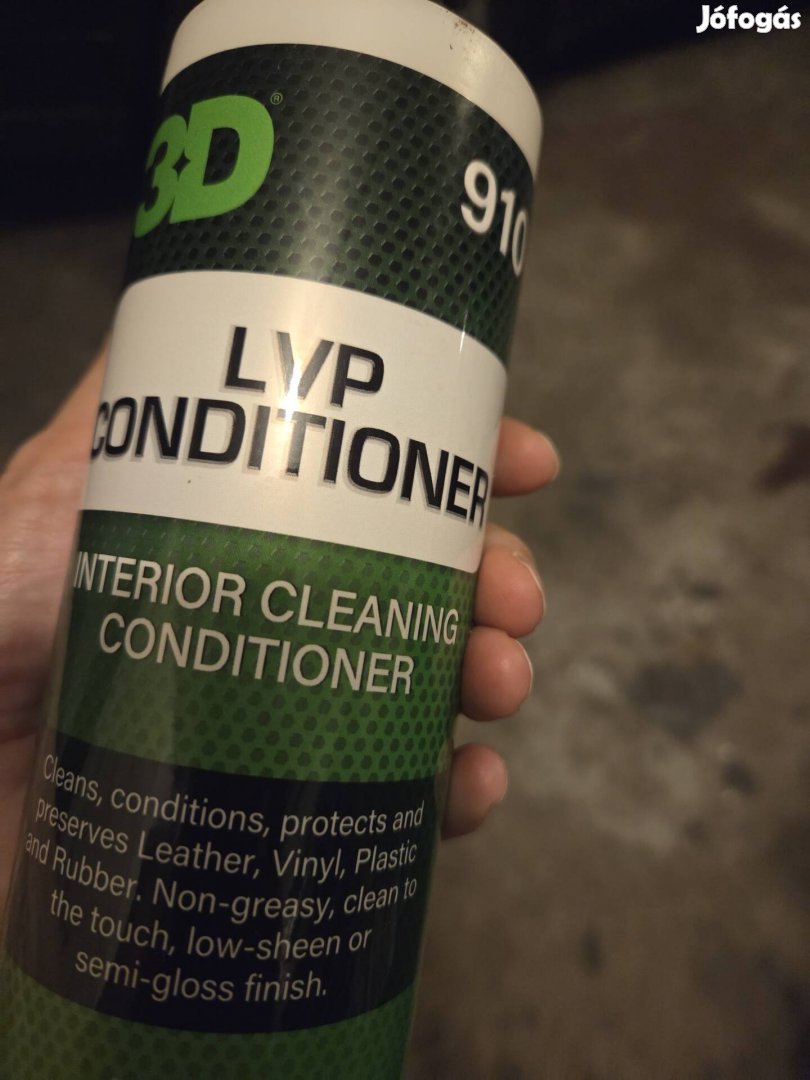 Jófogás
3D®
910
LVP
CONDITIONER
INTERIOR CLEANING
CONDITIONER
Cleans, conditions, protects and
preserves Leather, Vinyl, Plastic
and Rubber. Non-greasy, clean to
the touch, low-sheen or
semi-gloss finish.